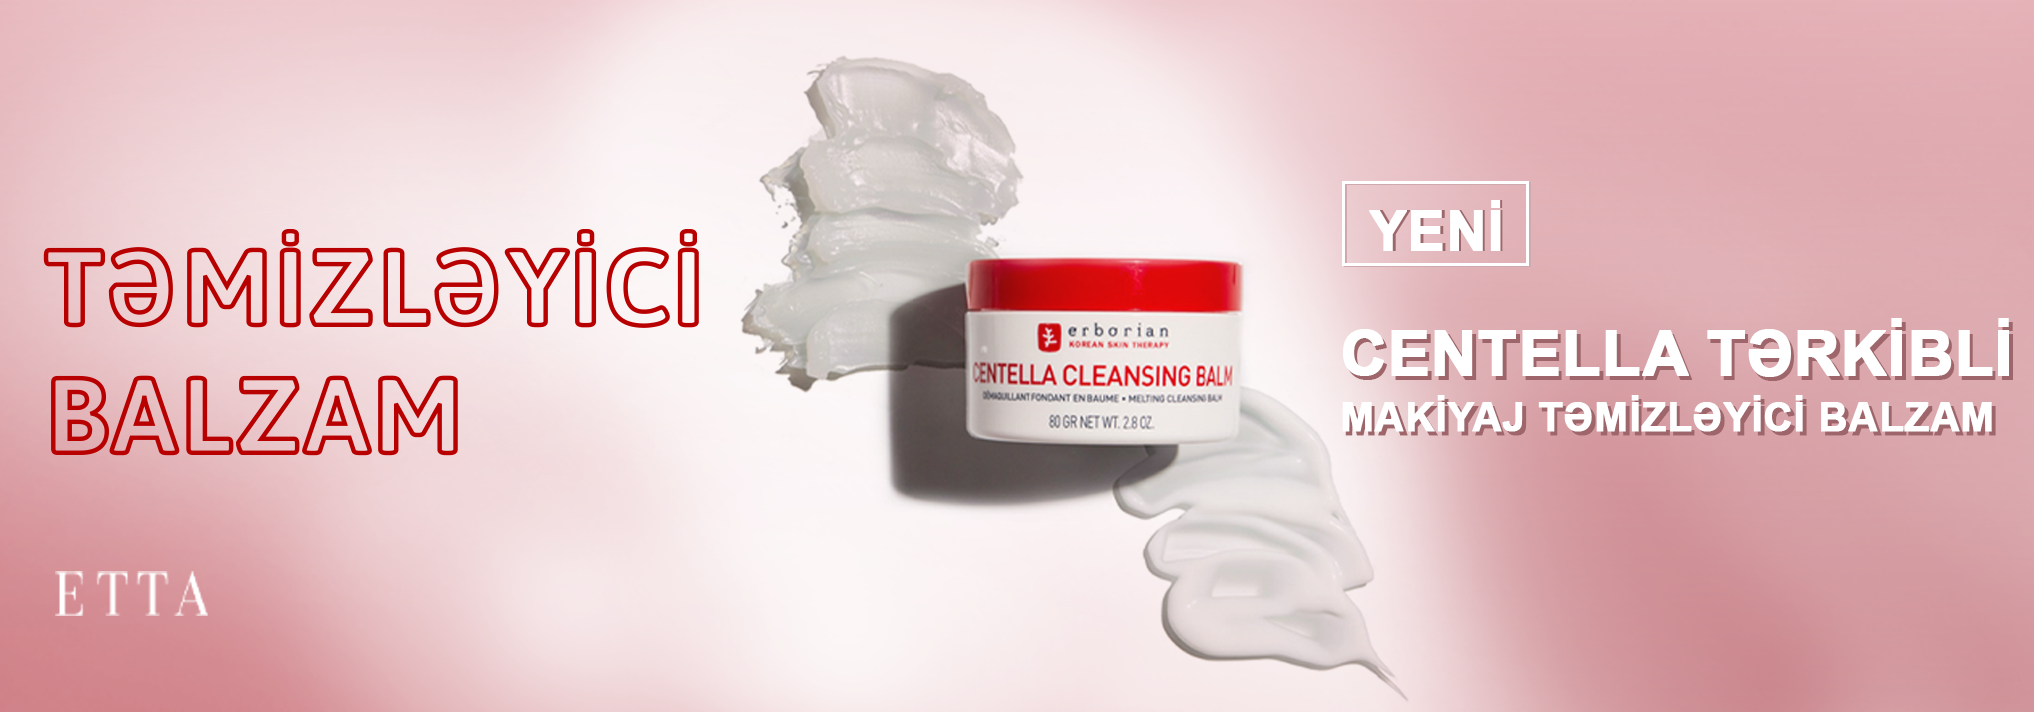 TƏMİZLƏYİCİ
BALZAM
ETTA
erborian
KOREAN SKIN THERAPY
CENTELLA CLEANSING BALM
DÉMAQUILLANT FONDANT EN BAUME • MELTING CLEANSING BALM
80 GR NET WT. 2.8 OZ.
YENİ
CENTELLA TƏRKİBLİ
MAKİYAJ TƏMİZLƏYİCİ BALZAM